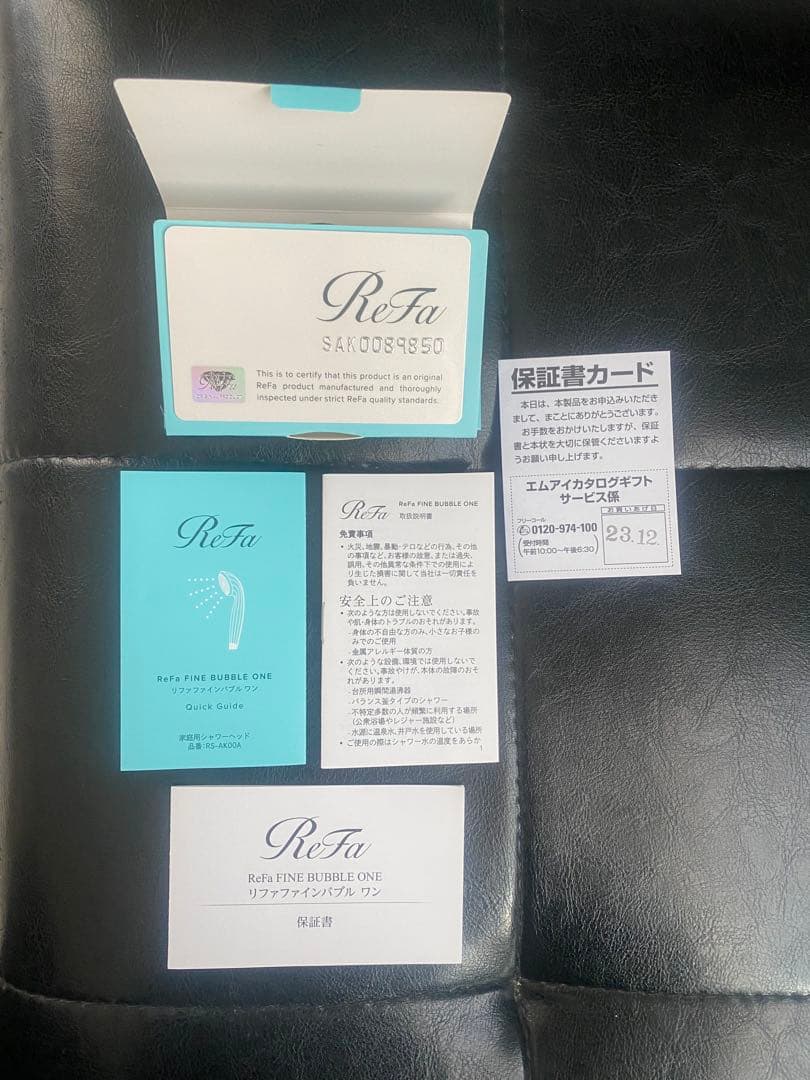 ReFa
SAK0089850
This is to certify that this product is an original
ReFa product manufactured and thoroughly
inspected under strict ReFa quality standards.
保証書カード
本日は、本製品をお申込みいただき
まして、まことにありがとうございます。
お手数をおかけいたしますが、保証
書と本状を大切に保管くださいますよ
うお願い申し上げます。
エムアイカタログギフト
サービス係
フリーコール
0120-974-100
受付時間
午前10:00~午後6:30
お買いあげ日
23.12.
ReFa
ReFa FINE BUBBLE ONE
リファファインバブル ワン
Quick Guide
家庭用シャワーヘッド
品番:RS-AK00A
ReFa
ReFa FINE BUBBLE ONE
取扱説明書
免責事項
• 火災、地震、暴動・テロなどの行為、その他
の事項など、お客様の故意、または過失、
誤用、その他異常な条件下での使用によ
り生じた損害に関して当社は一切責任を
負いません。
安全上のご注意
• 次のような方は使用しないでください。事故
や肌・身体のトラブルのおそれがあります。
- 身体の不自由な方のみ、小さなお子様の
みでのご使用
- 金属アレルギー体質の方
• 次のような設備、環境では使用しないで
ください。事故やけが、本体の故障のおそ
れがあります。
- 台所用瞬間湯沸器
- バランス釜タイプのシャワー
- 不特定多数の人が頻繁に利用する場所
(公衆浴場やレジャー施設など)
- 水源に温泉水、井戸水を使用している場所
• ご使用の際はシャワー水の温度をあらか
1
ReFa
ReFa FINE BUBBLE ONE
リファファインバブル ワン
保証書